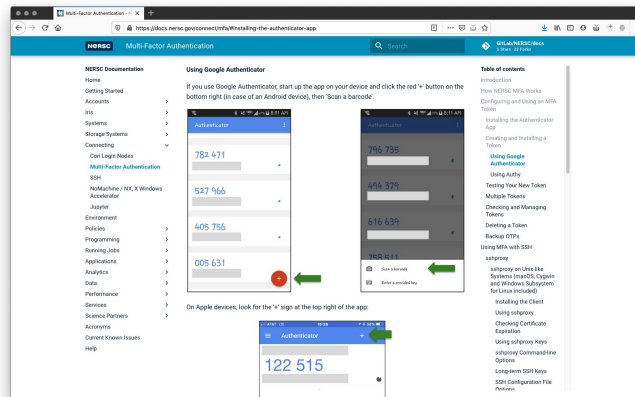 Multi-Factor Authentication - N
https://docs.nersc.gov/connect/mfa/#installing-the-authenticator-app
NERSC
Multi-Factor Authentication
Search
GitLab/NERSC/docs
NERSC Documentation
Home
Getting Started
Accounts
Iris
Systems
Storage Systems
Connecting
Cori Login Nodes
Multi-Factor Authentication
SSH
NoMachine / NX, X Windows
Accelerator
Jupyter
Environment
Policies
Programming
Running Jobs
Applications
Analytics
Data
Performance
Services
Science Partners
Acronyms
Current Known Issues
Help
Using Google Authenticator
If you use Google Authenticator, start up the app on your device and click the red '+' button on the
bottom right (in case of an Android device), then 'Scan a barcode'.
8:11 AM
Authenticator
782 471
527 966
405 756
005 631
+
8:11 AM
Authenticator
796 735
494 379
616 639
758 511
Scan a barcode
Enter a provided key
On Apple devices, look for the '+' sign at the top right of the app:
Authenticator
+
122 515
Table of contents
Introduction
How NERSC MFA Works
Configuring and Using an MFA
Token
Installing the Authenticator
App
Creating and Installing a
Token
Using Google
Authenticator
Using Authy
Testing Your New Token
Multiple Tokens
Checking and Managing
Tokens
Deleting a Token
Backup OTPs
Using MFA with SSH
sshproxy
sshproxy on Unix-like
Systems (macOS, Cygwin
and Windows Subsystem
for Linux included)
Installing the Client
Using sshproxy
Checking Certificate
Expiration
Using sshproxy Keys
sshproxy Command-line
Options
Long-term SSH Keys
SSH Configuration File
Options